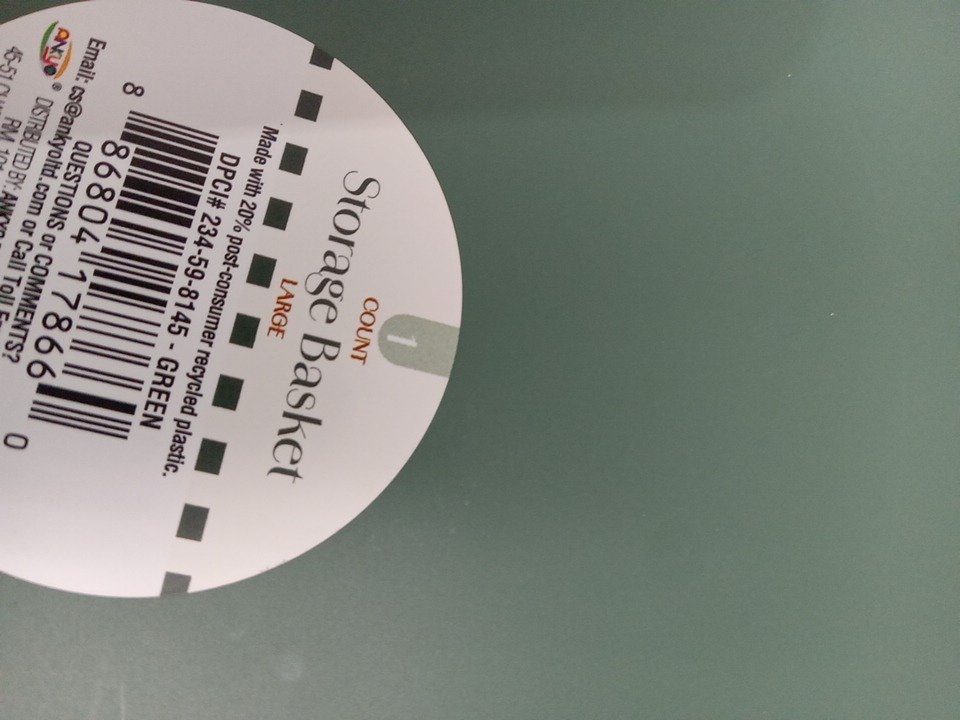 1
COUNT
Storage Basket
LARGE
Made with 20% post-consumer recycled plastic.
DPCI# 234-59-8145 - GREEN
8 86804 17866 0
QUESTIONS or COMMENTS?
Email: cs@ankyoltd.com or Call Toll
ANKYO ® DISTRIBUTED BY:
RM.